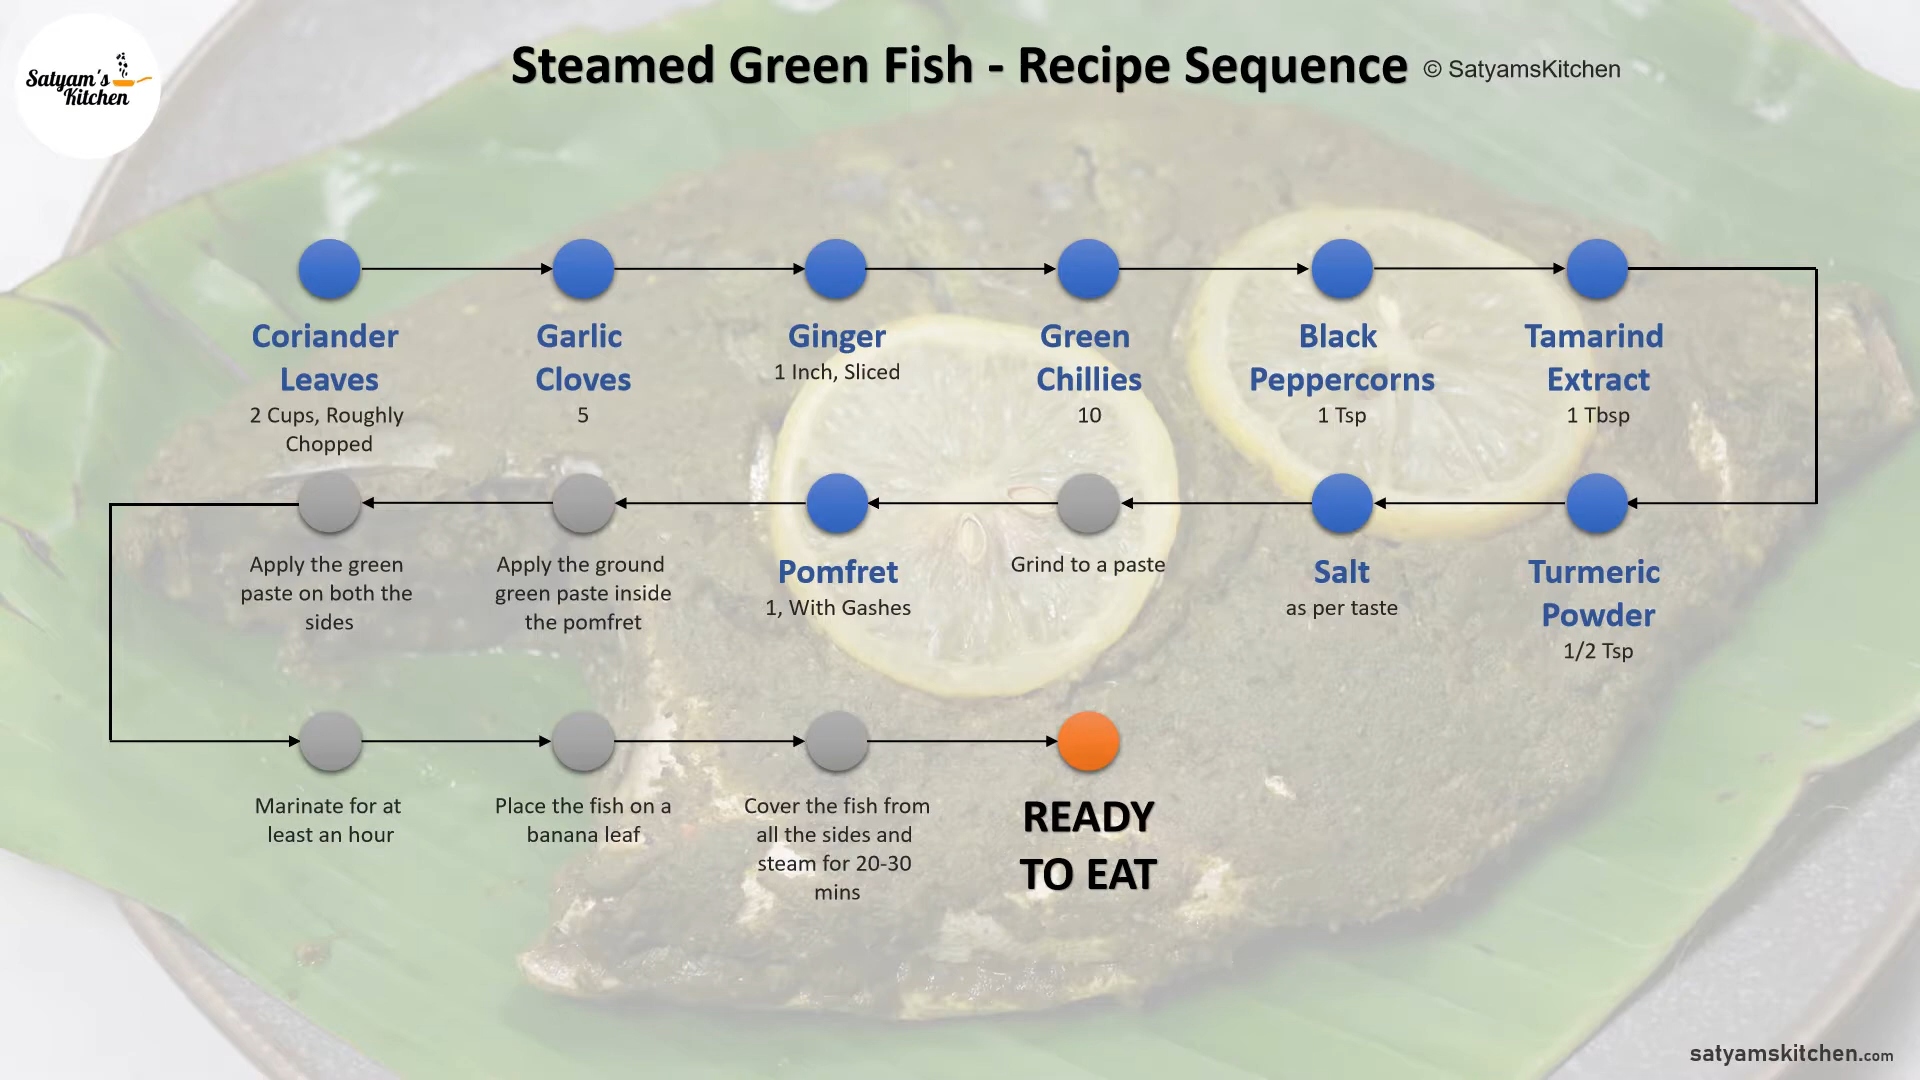 Satyam's
Kitchen
Steamed Green Fish - Recipe Sequence © SatyamsKitchen
Coriander
Leaves
2 Cups, Roughly
Chopped
Garlic
Cloves
5
Ginger
1 Inch, Sliced
Green
Chillies
10
Black
Peppercorns
1 Tsp
Tamarind
Extract
1 Tbsp
Turmeric
Powder
1/2 Tsp
Salt
as per taste
Grind to a paste
Pomfret
1, With Gashes
Apply the ground
green paste inside
the pomfret
Apply the green
paste on both the
sides
Marinate for at
least an hour
Place the fish on a
banana leaf
Cover the fish from
all the sides and
steam for 20-30
mins
READY
TO EAT
satyamskitchen.com